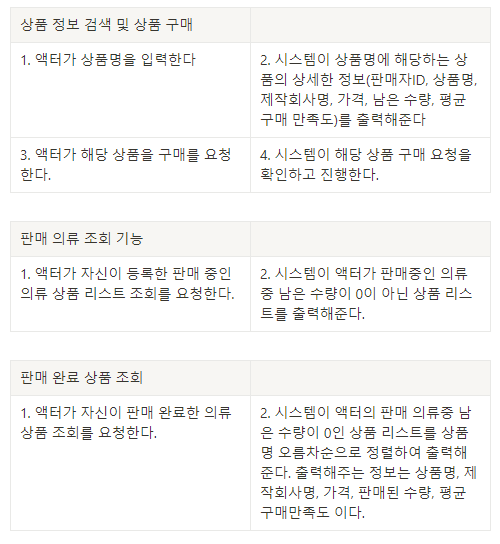 상품 정보 검색 및 상품 구매
1. 액터가 상품명을 입력한다
2. 시스템이 상품명에 해당하는 상
품의 상세한 정보(판매자ID, 상품명,
제작회사명, 가격, 남은 수량, 평균
구매 만족도)를 출력해준다
3. 액터가 해당 상품을 구매를 요청
한다.
4. 시스템이 해당 상품 구매 요청을
확인하고 진행한다.
판매 의류 조회 기능
1. 액터가 자신이 등록한 판매 중인
의류 상품 리스트 조회를 요청한다.
2. 시스템이 액터가 판매중인 의류
중 남은 수량이 0이 아닌 상품 리스
트를 출력해준다.
판매 완료 상품 조회
1. 액터가 자신이 판매 완료한 의류
상품 조회를 요청한다.
2. 시스템이 액터의 판매 의류중 남
은 수량이 0인 상품 리스트를 상품
명 오름차순으로 정렬하여 출력해
준다. 출력해주는 정보는 상품명, 제
작회사명, 가격, 판매된 수량, 평균
구매만족도 이다.